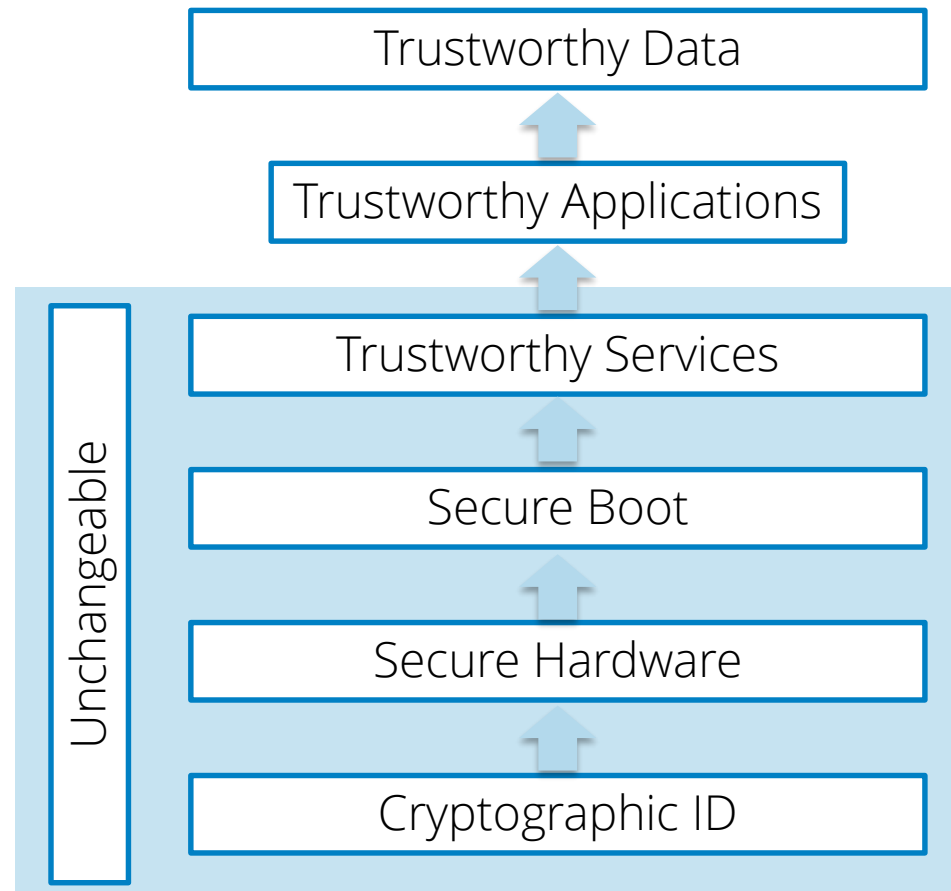 Trustworthy Data
Trustworthy Applications
Unchangeable
Trustworthy Services
Secure Boot
Secure Hardware
Cryptographic ID